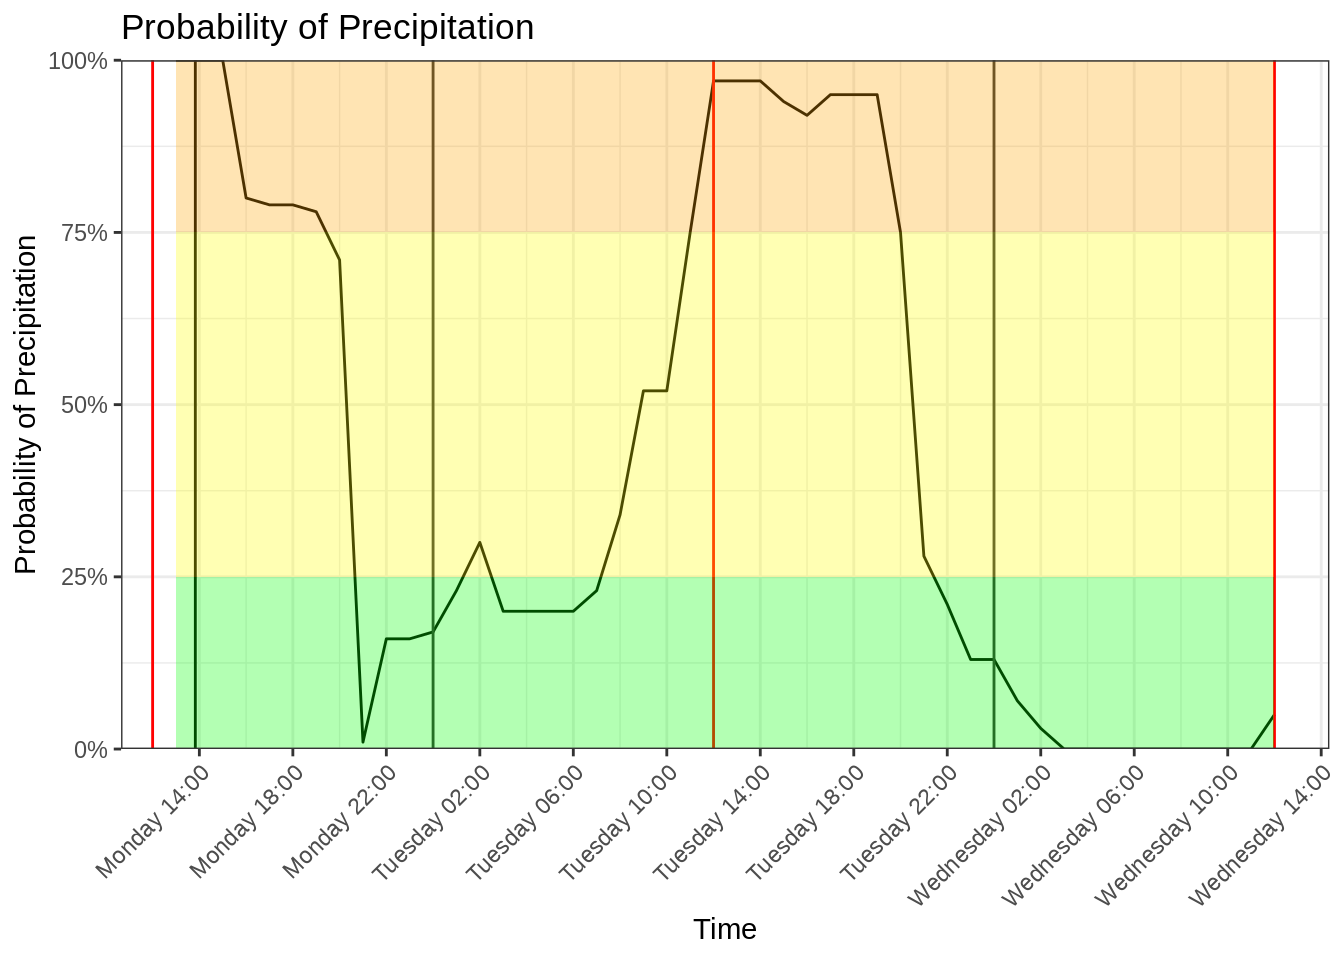 Probability of Precipitation
Probability of Precipitation
100%
75%
50%
25%
0%
Monday 14:00
Monday 18:00
Monday 22:00
Tuesday 02:00
Tuesday 06:00
Tuesday 10:00
Tuesday 14:00
Tuesday 18:00
Tuesday 22:00
Wednesday 02:00
Wednesday 06:00
Wednesday 10:00
Wednesday 14:00
Time